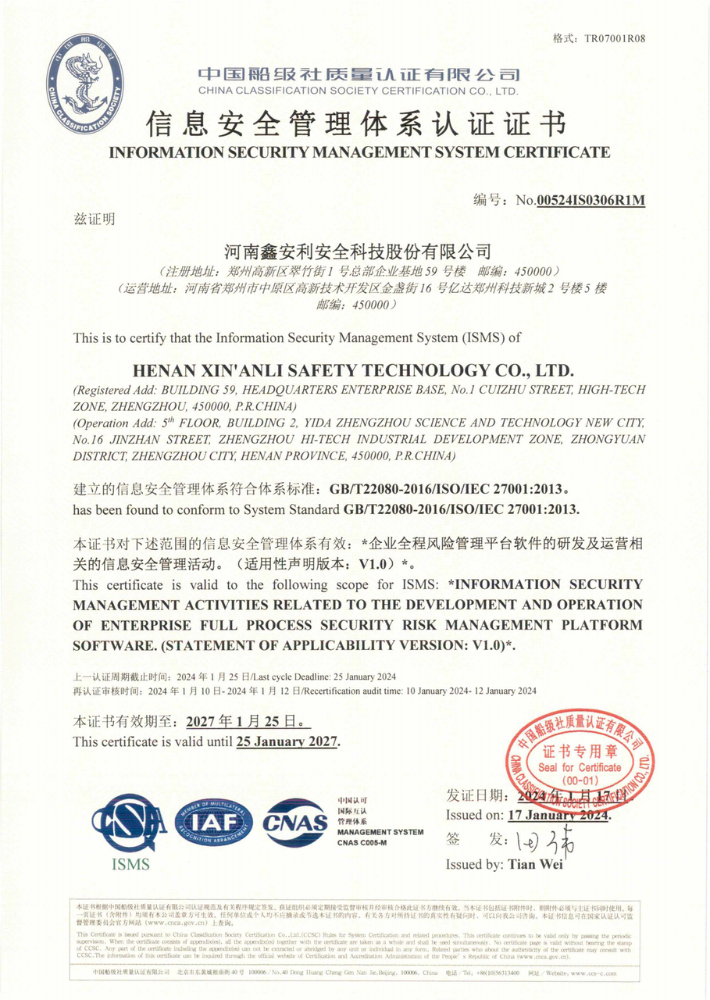 格式：TR07001R08
中国船级社
CHINA CLASSIFICATION SOCIETY
中国船级社质量认证有限公司
CHINA CLASSIFICATION SOCIETY CERTIFICATION CO., LTD.
信息安全管理体系认证证书
INFORMATION SECURITY MANAGEMENT SYSTEM CERTIFICATE
编号：No.00524IS0306R1M
兹证明
河南鑫安利安全科技股份有限公司
（注册地址：郑州高新区翠竹街1号总部企业基地59号楼 邮编：450000）
（运营地址：河南省郑州市中原区高新技术开发区金盏街16号亿达郑州科技新城2号楼5楼
邮编：450000）
This is to certify that the Information Security Management System (ISMS) of
HENAN XIN'ANLI SAFETY TECHNOLOGY CO., LTD.
(Registered Add: BUILDING 59, HEADQUARTERS ENTERPRISE BASE, No.1 CUIZHU STREET, HIGH-TECH
ZONE, ZHENGZHOU, 450000, P.R.CHINA)
(Operation Add: 5th FLOOR, BUILDING 2, YIDA ZHENGZHOU SCIENCE AND TECHNOLOGY NEW CITY,
No.16 JINZHAN STREET, ZHENGZHOU HI-TECH INDUSTRIAL DEVELOPMENT ZONE, ZHONGYUAN
DISTRICT, ZHENGZHOU CITY, HENAN PROVINCE, 450000, P.R.CHINA)
建立的信息安全管理体系符合体系标准：GB/T22080-2016/ISO/IEC 27001:2013。
has been found to conform to System Standard GB/T22080-2016/ISO/IEC 27001:2013.
本证书对下述范围的信息安全管理体系有效：*企业全程风险管理平台软件的研发及运营相
关的信息安全管理活动。（适用性声明版本：V1.0）*。
This certificate is valid to the following scope for ISMS: *INFORMATION SECURITY
MANAGEMENT ACTIVITIES RELATED TO THE DEVELOPMENT AND OPERATION
OF ENTERPRISE FULL PROCESS SECURITY RISK MANAGEMENT PLATFORM
SOFTWARE. (STATEMENT OF APPLICABILITY VERSION: V1.0)*.
上一认证周期截止时间：2024年1月25日/Last cycle Deadline: 25 January 2024
再认证审核时间：2024年1月10日- 2024年1月12日/Recertification audit time: 10 January 2024- 12 January 2024
本证书有效期至：2027年1月25日。
This certificate is valid until 25 January 2027.
中国船级社质量认证有限公司
证书专用章
Seal for Certificate
(00-01)
CHINA CLASSIFICATION SOCIETY CERTIFICATION CO., LTD.
发证日期：2024年1月17日.
Issued on: 17 January 2024.
签 发：田伟
Issued by: Tian Wei
CQSA
ISMS
MEMBER OF MULTILATERAL
IAF
RECOGNITION ARRANGEMENT
CNAS
中国认可
国际互认
管理体系
MANAGEMENT SYSTEM
CNAS C005-M
本证书根据中国船级社质量认证有限公司认证规范及有关程序规定签发。获证组织必须定期接受监督审核并经审核合格此证书方继续有效。当本证书包括证书附件时，则附件必须与主证书同时使用。每
一页证书（含附件）均须有本公司盖章方可生效。任何单位或个人均不应摘录或节选本证书的内容。有关各方对所持证书的真实性有疑问时，可以向我公司咨询。本证书信息可在国家认证认可监
督管理委员会官方网站（www.cnca.gov.cn）上查询。
This Certificate is issued pursuant to China Classification Society Certification Co.,Ltd.(CCSC) Rules for System Certification and related procedures. This certificate continues to be valid only by passing the periodic
supervision. When the certificate consists of appendix(es), all the appendix(es) together with the certificate are taken as a whole and shall be used simultaneously. No certificate page is valid without bearing the stamp
of CCSC. Any part of the certificate including the appendix(es) can not be extracted or abridged by any unit or individual in any form. Related parties who about the authenticity of the certificate may consult with
CCSC.The information of this certificate can be inquired through the official website of Certification and Accreditation Administration of the People's Republic of China (www.cnca.gov.cn).
中国船级社质量认证有限公司 北京市东黄城根南街40号 100006/No.40 Dong Huang Cheng Gen Nan Jie,Beijing, 100006, China 电话/Tel: +86(10)56313400 网址/Website: www.ccs-c.com